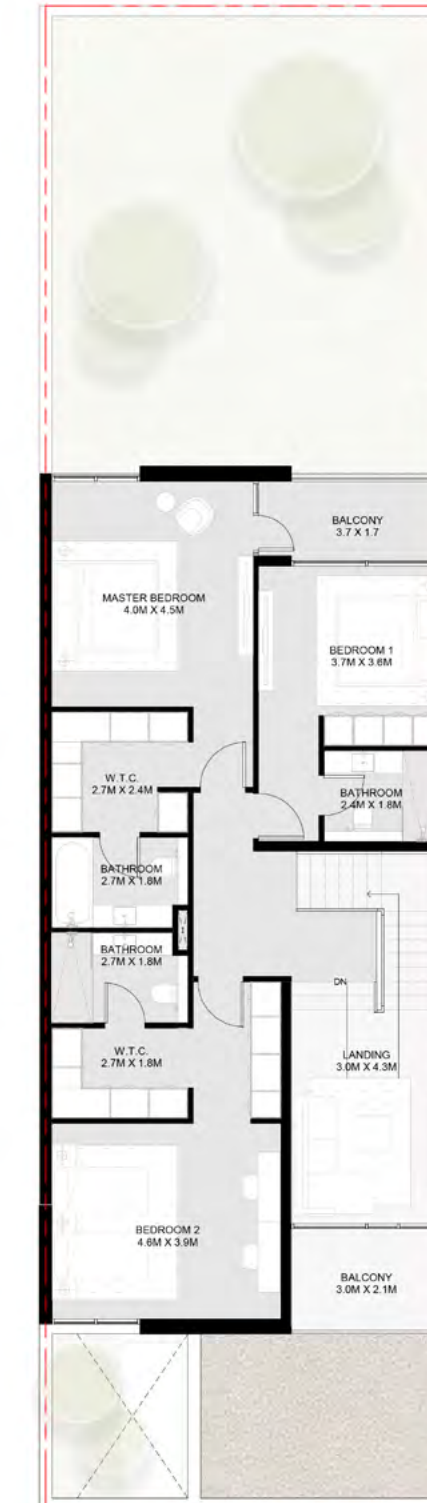 BALCONY
3.7 X 1.7
MASTER BEDROOM
4.0M X 4.5M
BEDROOM 1
3.7M X 3.6M
W.T.C.
2.7M X 2.4M
BATHROOM
2.4M X 1.8M
BATHROOM
2.7M X 1.8M
BATHROOM
2.7M X 1.8M
DN
W.T.C.
2.7M X 1.8M
LANDING
3.0M X 4.3M
BEDROOM 2
4.6M X 3.9M
BALCONY
3.0M X 2.1M